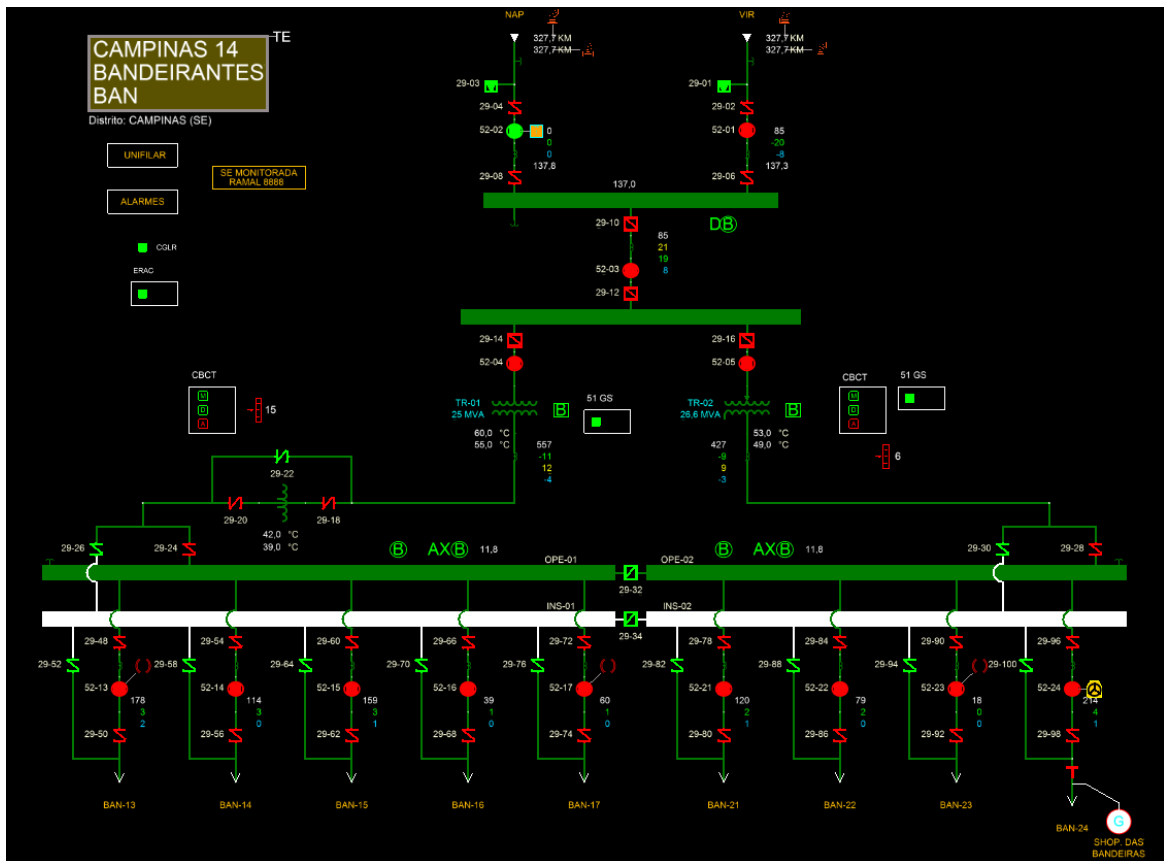 NAP
VIR
TE
CAMPINAS 14
BANDEIRANTES
BAN
Distrito: CAMPINAS (SE)
327,7 KM
327,7 KM
327,7 KM
327,7 KM
UNIFILAR
SE MONITORADA
RAMAL 8888
ALARMES
CGLR
ERAC
29-03
29-01
29-04
29-02
52-02
0
0
0
52-01
85
-20
-8
137,8
137,3
29-08
29-06
137,0
29-10
DB
85
21
19
8
52-03
29-12
29-14
29-16
52-04
52-05
CBCT
M
D
A
15
TR-01
25 MVA
B
51 GS
TR-02
26,6 MVA
B
CBCT
M
D
A
51 GS
6
60,0 °C
55,0 °C
557
-11
12
-4
427
-9
9
-3
53,0 °C
49,0 °C
29-22
29-20
29-18
42,0 °C
39,0 °C
29-26
29-24
B
AXB
11,8
B
AXB
11,8
29-30
29-28
OPE-01
OPE-02
29-32
INS-01
INS-02
29-34
29-48
29-54
29-60
29-66
29-72
29-78
29-84
29-90
29-96
29-52
29-58
29-64
29-70
29-76
29-82
29-88
29-94
29-100
52-13
52-14
52-15
52-16
52-17
52-21
52-22
52-23
52-24
178
3
2
114
3
0
159
3
1
39
1
0
60
1
0
120
2
1
79
2
0
18
0
0
214
4
1
29-50
29-56
29-62
29-68
29-74
29-80
29-86
29-92
29-98
BAN-13
BAN-14
BAN-15
BAN-16
BAN-17
BAN-21
BAN-22
BAN-23
BAN-24
G
SHOP. DAS
BANDEIRAS